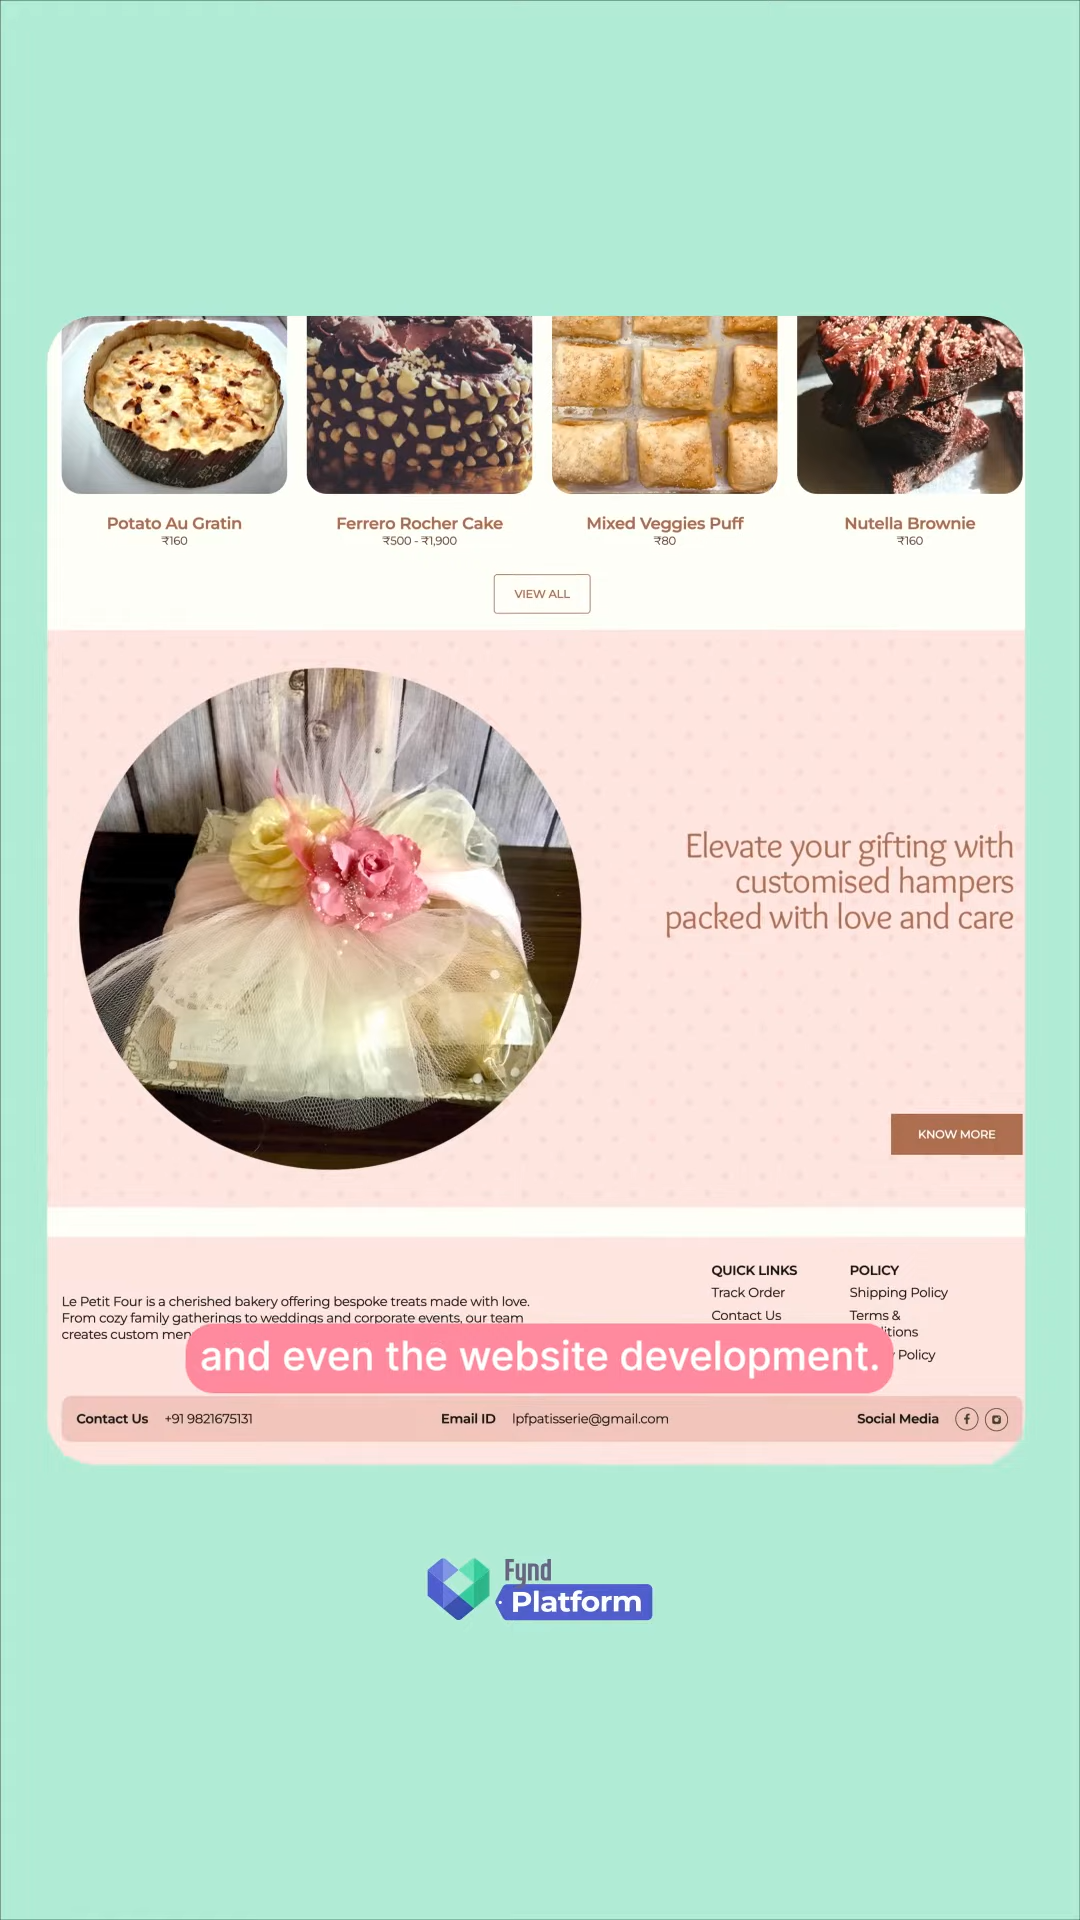 Potato Au Gratin
₹160
Ferrero Rocher Cake
₹500 - ₹1,900
Mixed Veggies Puff
₹80
Nutella Brownie
₹160
VIEW ALL
Elevate your gifting with
customised hampers
packed with love and care
KNOW MORE
Le Petit Four is a cherished bakery offering bespoke treats made with love.
From cozy family gatherings to weddings and corporate events, our team
creates custom
QUICK LINKS
Track Order
Contact Us
POLICY
Shipping Policy
Terms &
Policy
and even the website development.
Contact Us +91 9821675131
Email ID lpfpatisserie@gmail.com
Social Media
Fynd
Platform